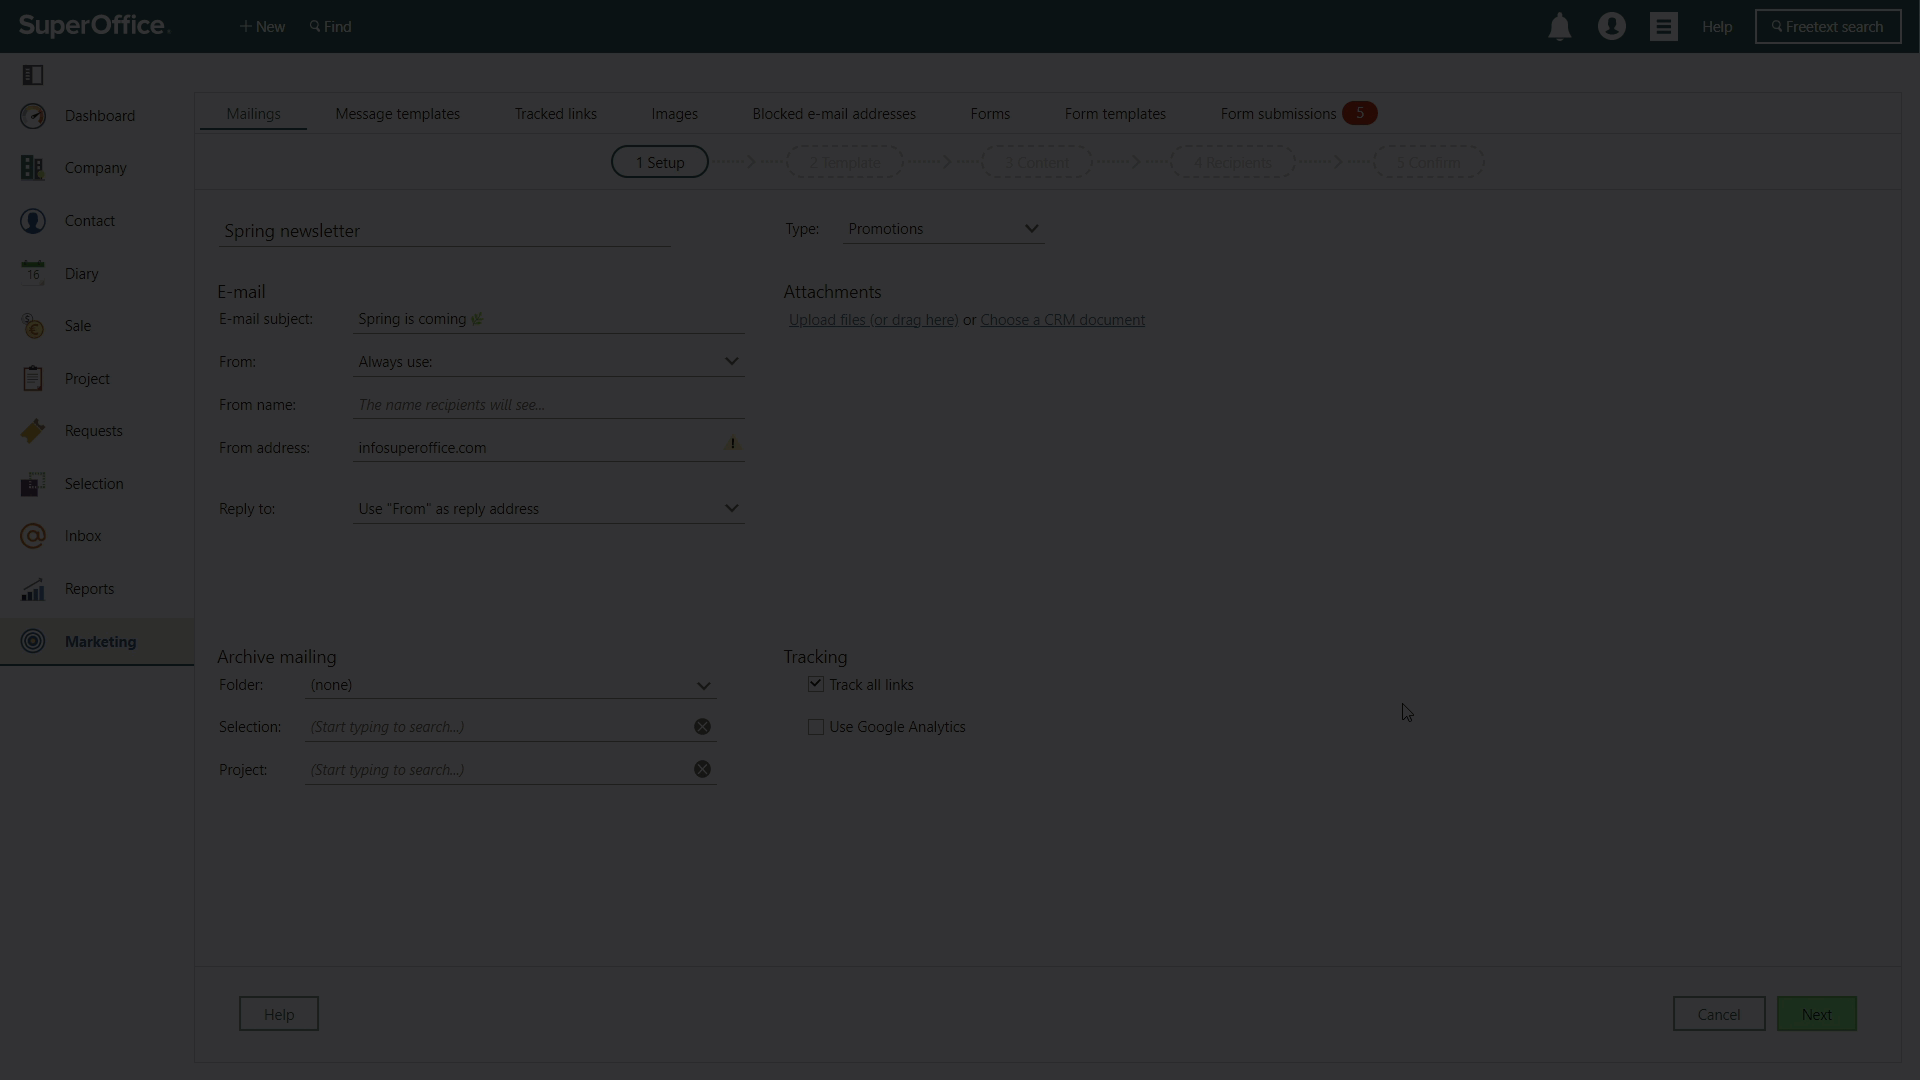 SuperOffice.
New
Find
Help
Freetext search
Dashboard
Company
Contact
16
Diary
Sale
Project
Requests
Selection
Inbox
Reports
Marketing
Mailings
Message templates
Tracked links
Images
Blocked e-mail addresses
Forms
Form templates
Form submissions 5
1 Setup
2 Template
3 Content
4 Recipients
5 Confirm
Spring newsletter
Type: Promotions
E-mail
E-mail subject: Spring is coming
From: Always use:
From name: The name recipients will see...
From address: infosuperoffice.com
Reply to: Use "From" as reply address
Attachments
Upload files (or drag here) or Choose a CRM document
Archive mailing
Folder: (none)
Selection: (Start typing to search...)
Project: (Start typing to search...)
Tracking
Track all links
Use Google Analytics
Help
Cancel
Next